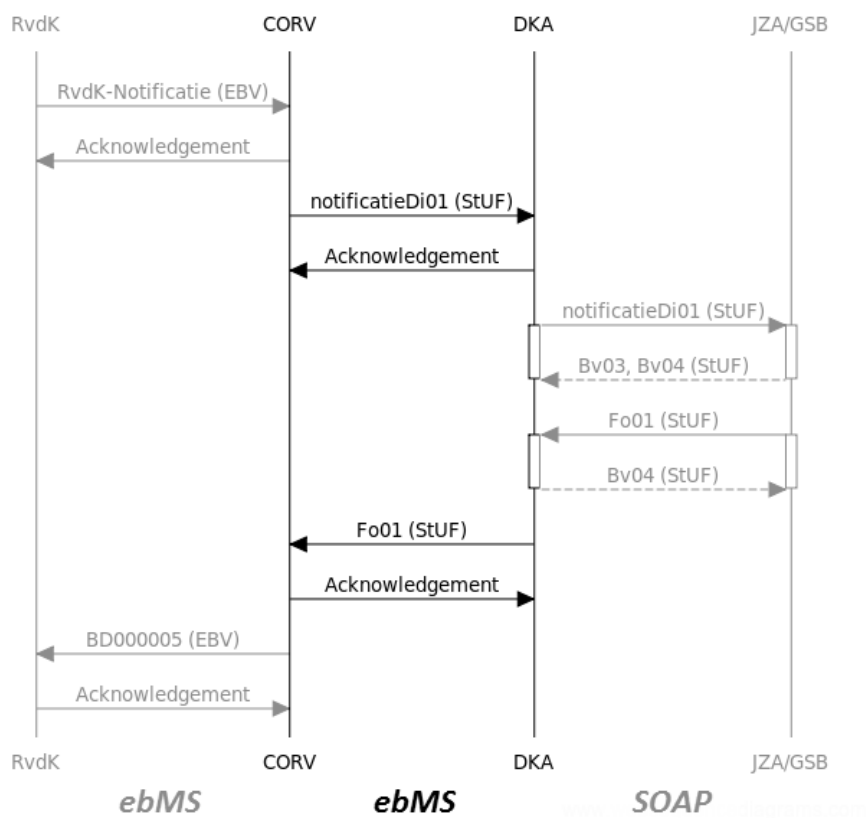 RvdK CORV DKA JZA/GSB
RvdK-Notificatie (EBV)
Acknowledgement
notificatieDi01 (StUF)
Acknowledgement
notificatieDi01 (StUF)
Bv03, Bv04 (StUF)
Fo01 (StUF)
Bv04 (StUF)
Fo01 (StUF)
Acknowledgement
BD000005 (EBV)
Acknowledgement
RvdK CORV DKA JZA/GSB
ebMS ebMS SOAP